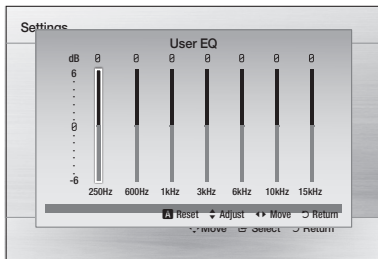 Settings
User EQ
dB 0 0 0 0 0 0 0
6
0
-6
250Hz 600Hz 1kHz 3kHz 6kHz 10kHz 15kHz
A Reset Adjust Move Return
Move Select Return